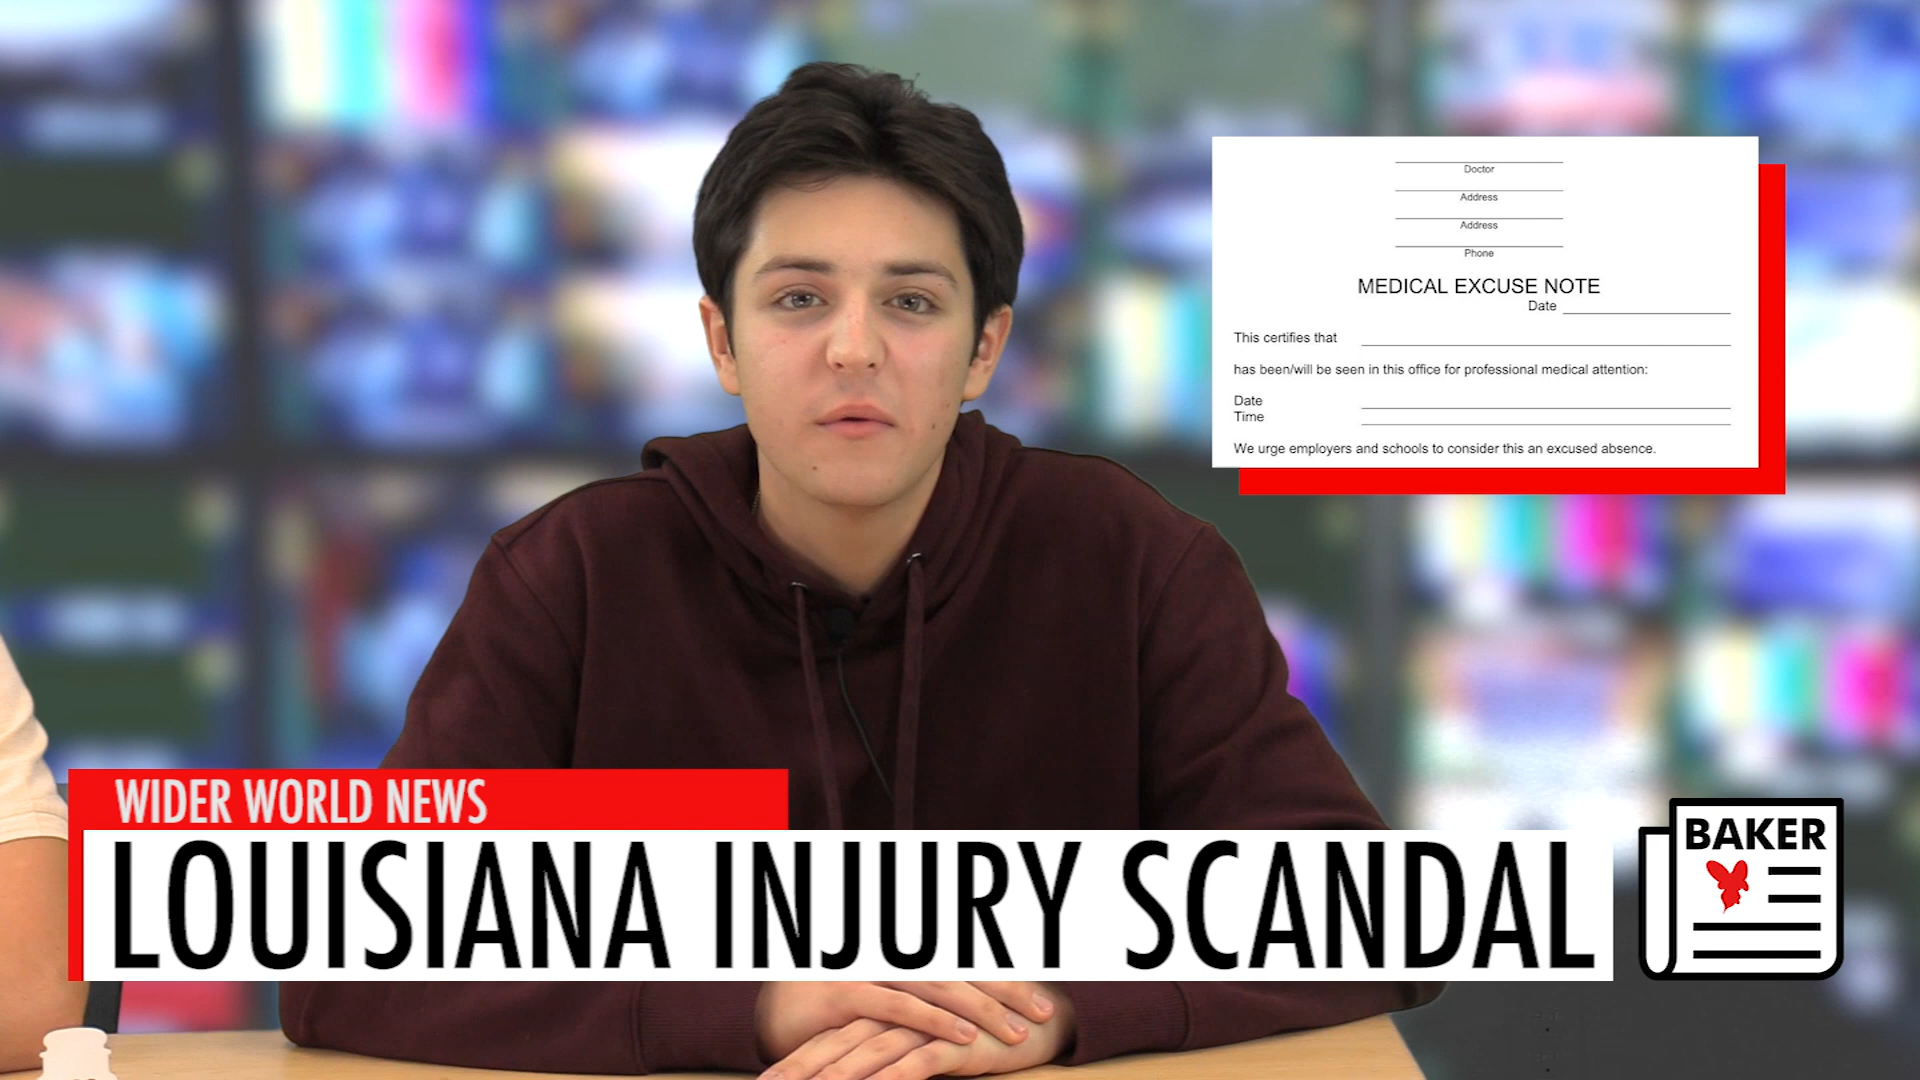 Doctor
Address
Address
Phone
MEDICAL EXCUSE NOTE
Date
This certifies that
has been/will be seen in this office for professional medical attention:
Date
Time
We urge employers and schools to consider this an excused absence.
WIDER WORLD NEWS
LOUISIANA INJURY SCANDAL
BAKER